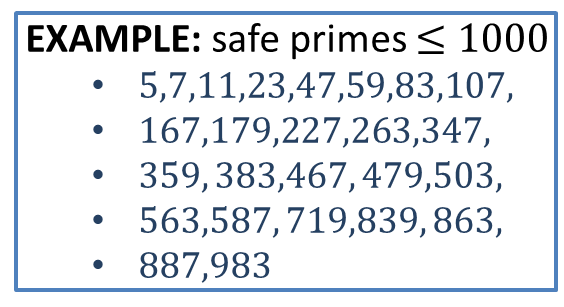 EXAMPLE: safe primes ≤ 1000
• 5,7,11,23,47,59,83,107,
• 167,179,227,263,347,
• 359, 383,467, 479,503,
• 563,587, 719,839, 863,
• 887,983